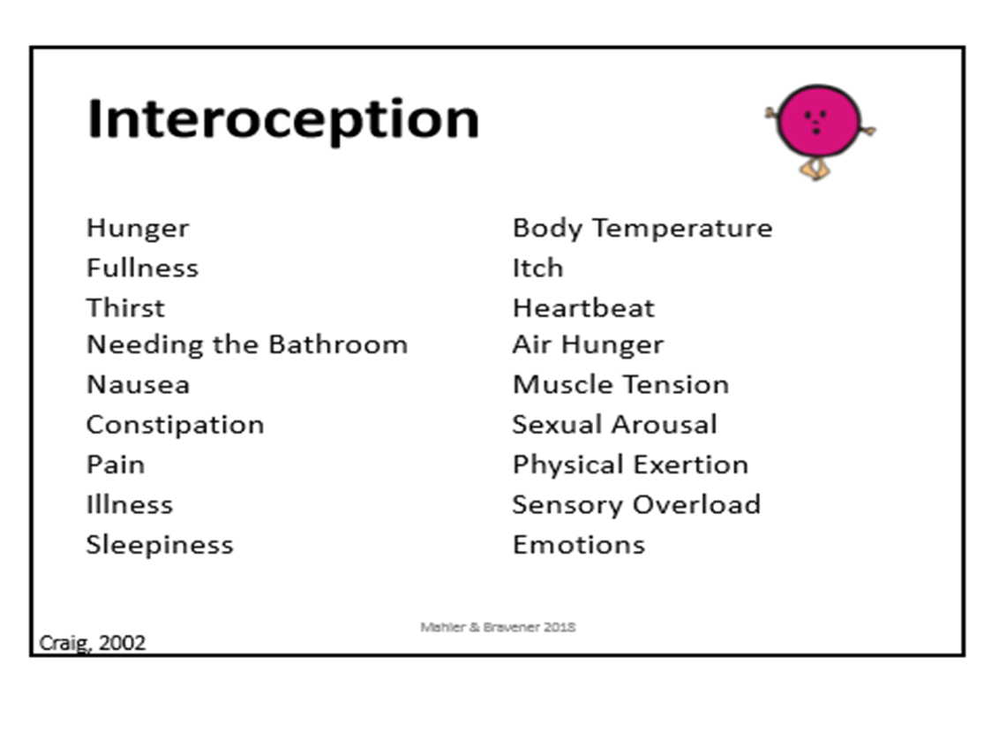 Interoception
Hunger
Fullness
Thirst
Needing the Bathroom
Nausea
Constipation
Pain
Illness
Sleepiness
Body Temperature
Itch
Heartbeat
Air Hunger
Muscle Tension
Sexual Arousal
Physical Exertion
Sensory Overload
Emotions
Mahler & Bravener 2018
Craig, 2002